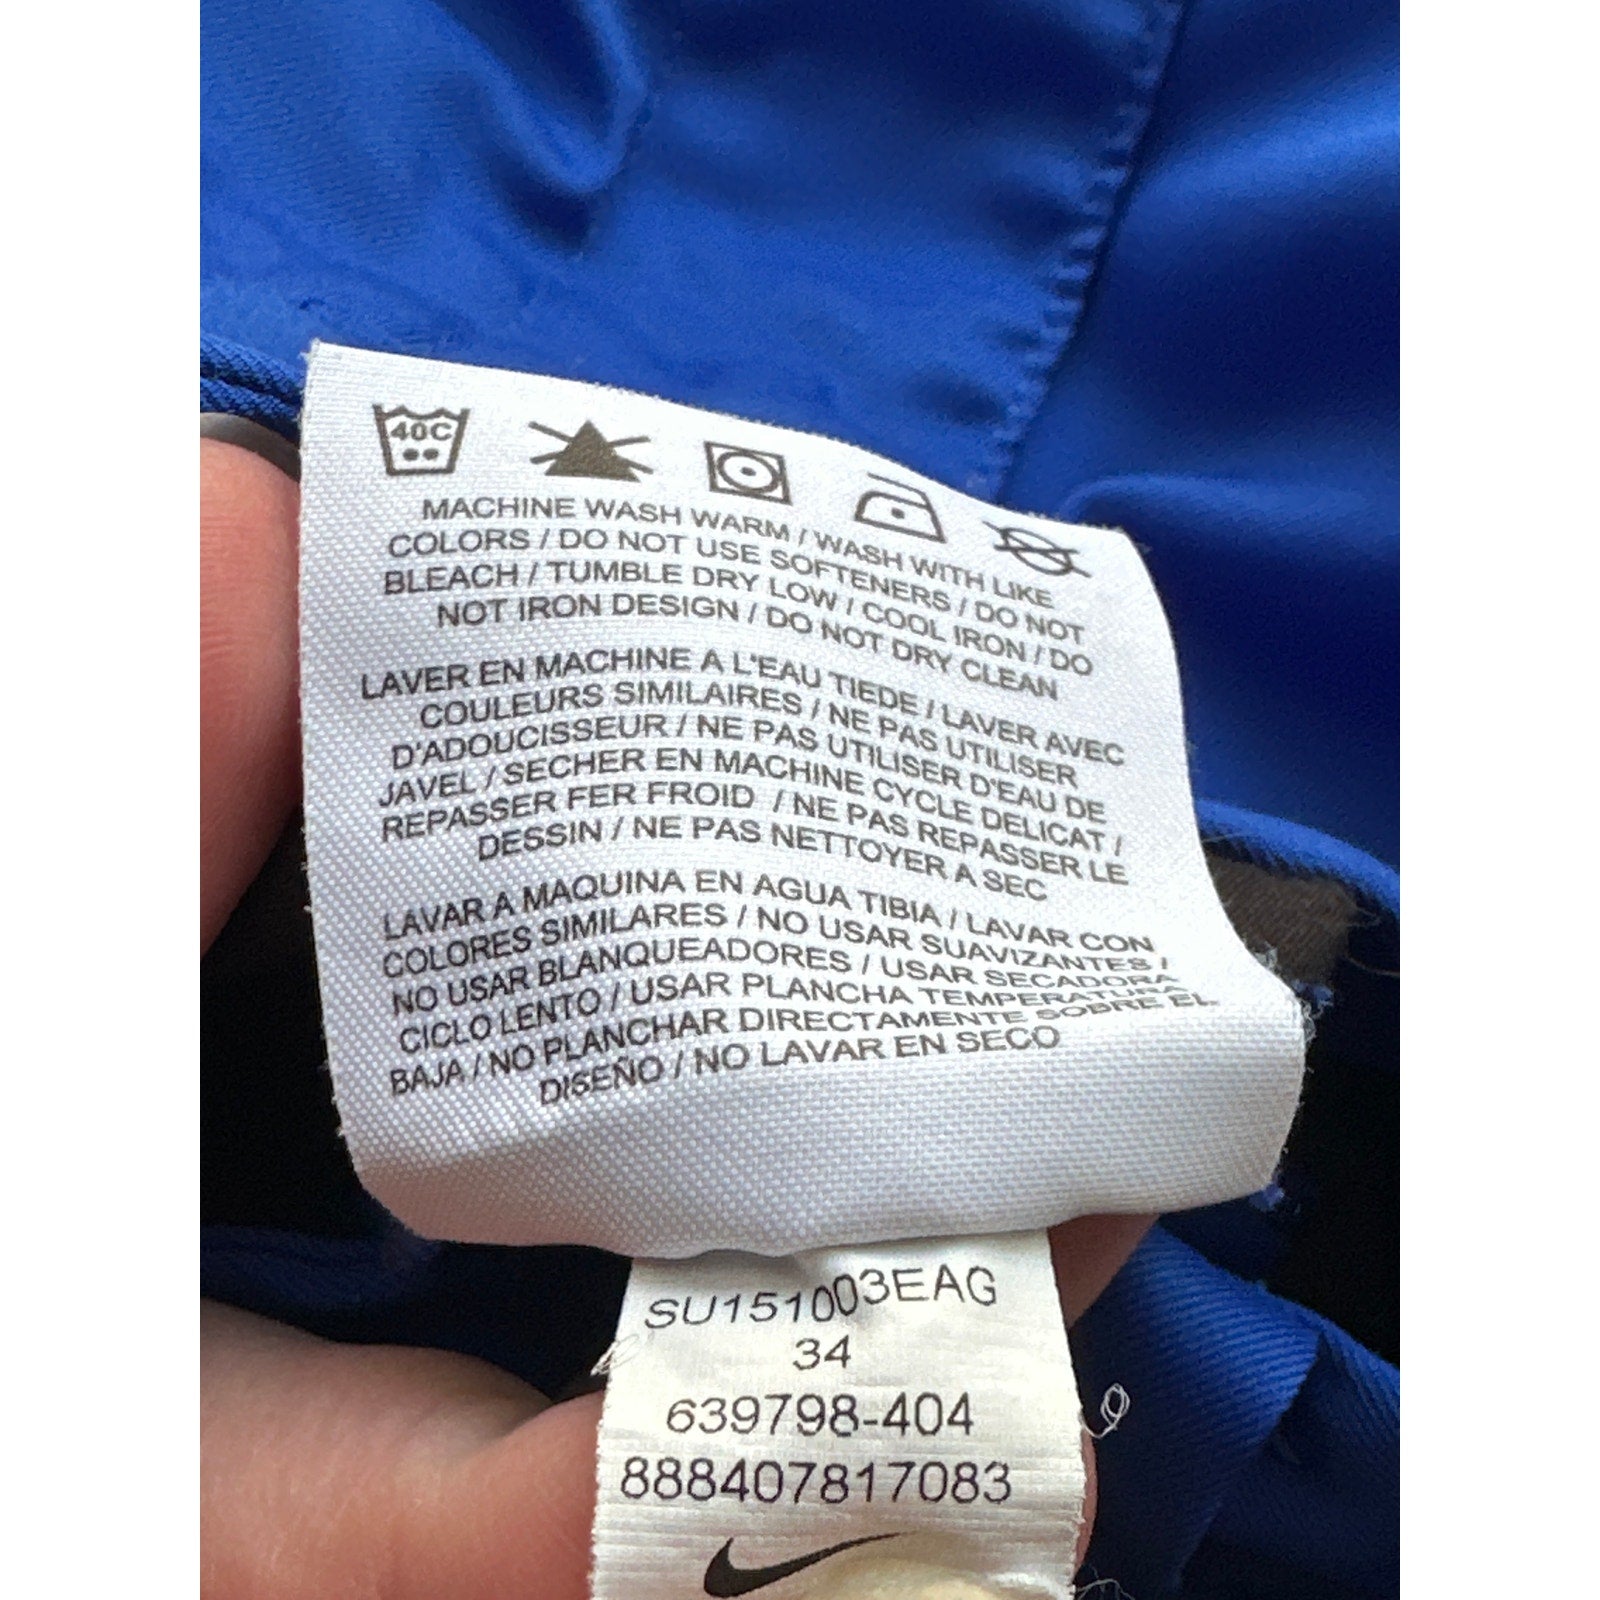 40C
MACHINE WASH WARM / WASH WITH LIKE
COLORS / DO NOT USE SOFTENERS / DO NOT
BLEACH / TUMBLE DRY LOW / COOL IRON / DO
NOT IRON DESIGN / DO NOT DRY CLEAN
LAVER EN MACHINE A L'EAU TIEDE / LAVER AVEC
COULEURS SIMILAIRES / NE PAS UTILISER
D'ADOUCISSEUR / NE PAS UTILISER D'EAU DE
JAVEL / SECHER EN MACHINE CYCLE DELICAT /
REPASSER FER FROID / NE PAS REPASSER LE
DESSIN / NE PAS NETTOYER A SEC
LAVAR A MAQUINA EN AGUA TIBIA / LAVAR CON
COLORES SIMILARES / NO USAR SUAVIZANTES /
NO USAR BLANQUEADORES / USAR SECADORA
CICLO LENTO / USAR PLANCHA TEMPERATURA
BAJA / NO PLANCHAR DIRECTAMENTE SOBRE EL
DISEÑO / NO LAVAR EN SECO
SU151003EAG
34
639798-404
888407817083